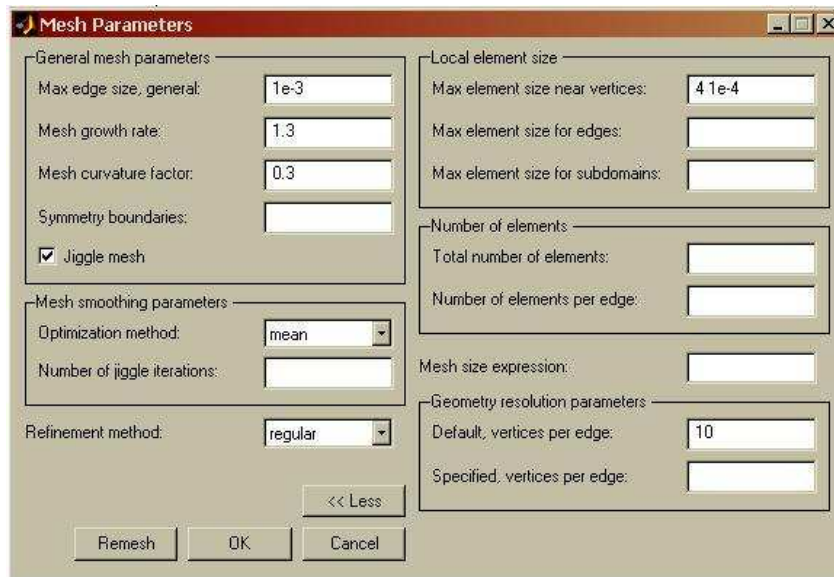 Mesh Parameters
General mesh parameters
Max edge size, general: 1e-3
Mesh growth rate: 1.3
Mesh curvature factor: 0.3
Symmetry boundaries:
Jiggle mesh
Mesh smoothing parameters
Optimization method: mean
Number of jiggle iterations:
Refinement method: regular
<< Less
Remesh OK Cancel
Local element size
Max element size near vertices: 4 1e-4
Max element size for edges:
Max element size for subdomains:
Number of elements
Total number of elements:
Number of elements per edge:
Mesh size expression:
Geometry resolution parameters
Default, vertices per edge: 10
Specified, vertices per edge: